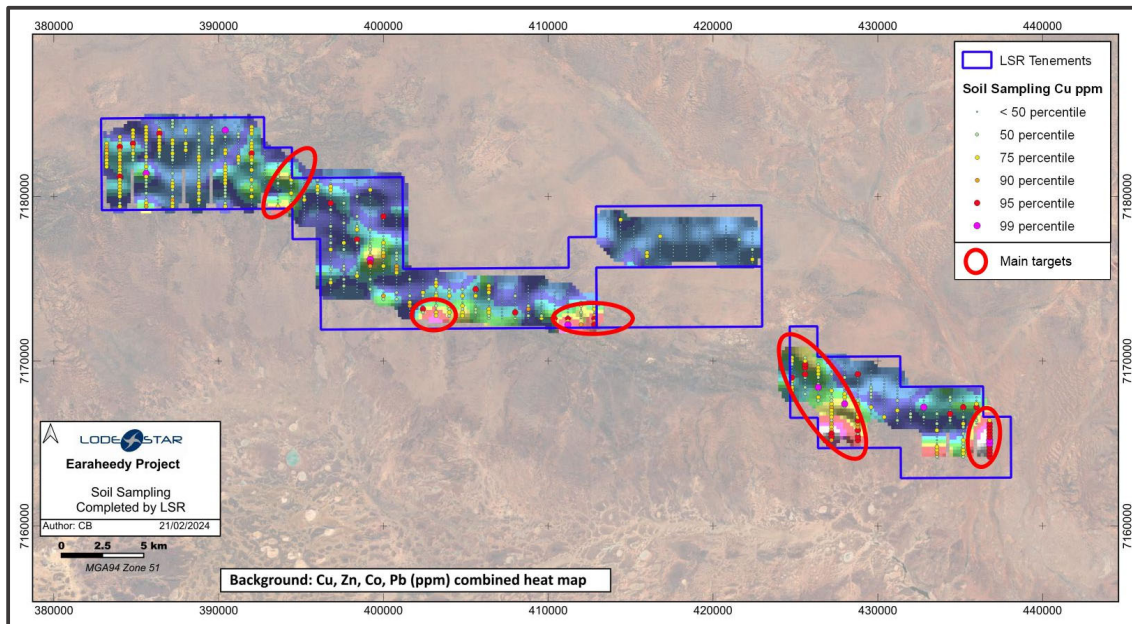 380000 390000 400000 410000 420000 430000 440000
LSR Tenements
Soil Sampling Cu ppm
< 50 percentile
50 percentile
75 percentile
90 percentile
95 percentile
99 percentile
Main targets
7180000 7180000
7170000 7170000
7160000 7160000
LODESTAR
Earaheedy Project
Soil Sampling
Completed by LSR
Author: CB 21/02/2024
0 2.5 5 km
MGA94 Zone 51
Background: Cu, Zn, Co, Pb (ppm) combined heat map
380000 390000 400000 410000 420000 430000 440000